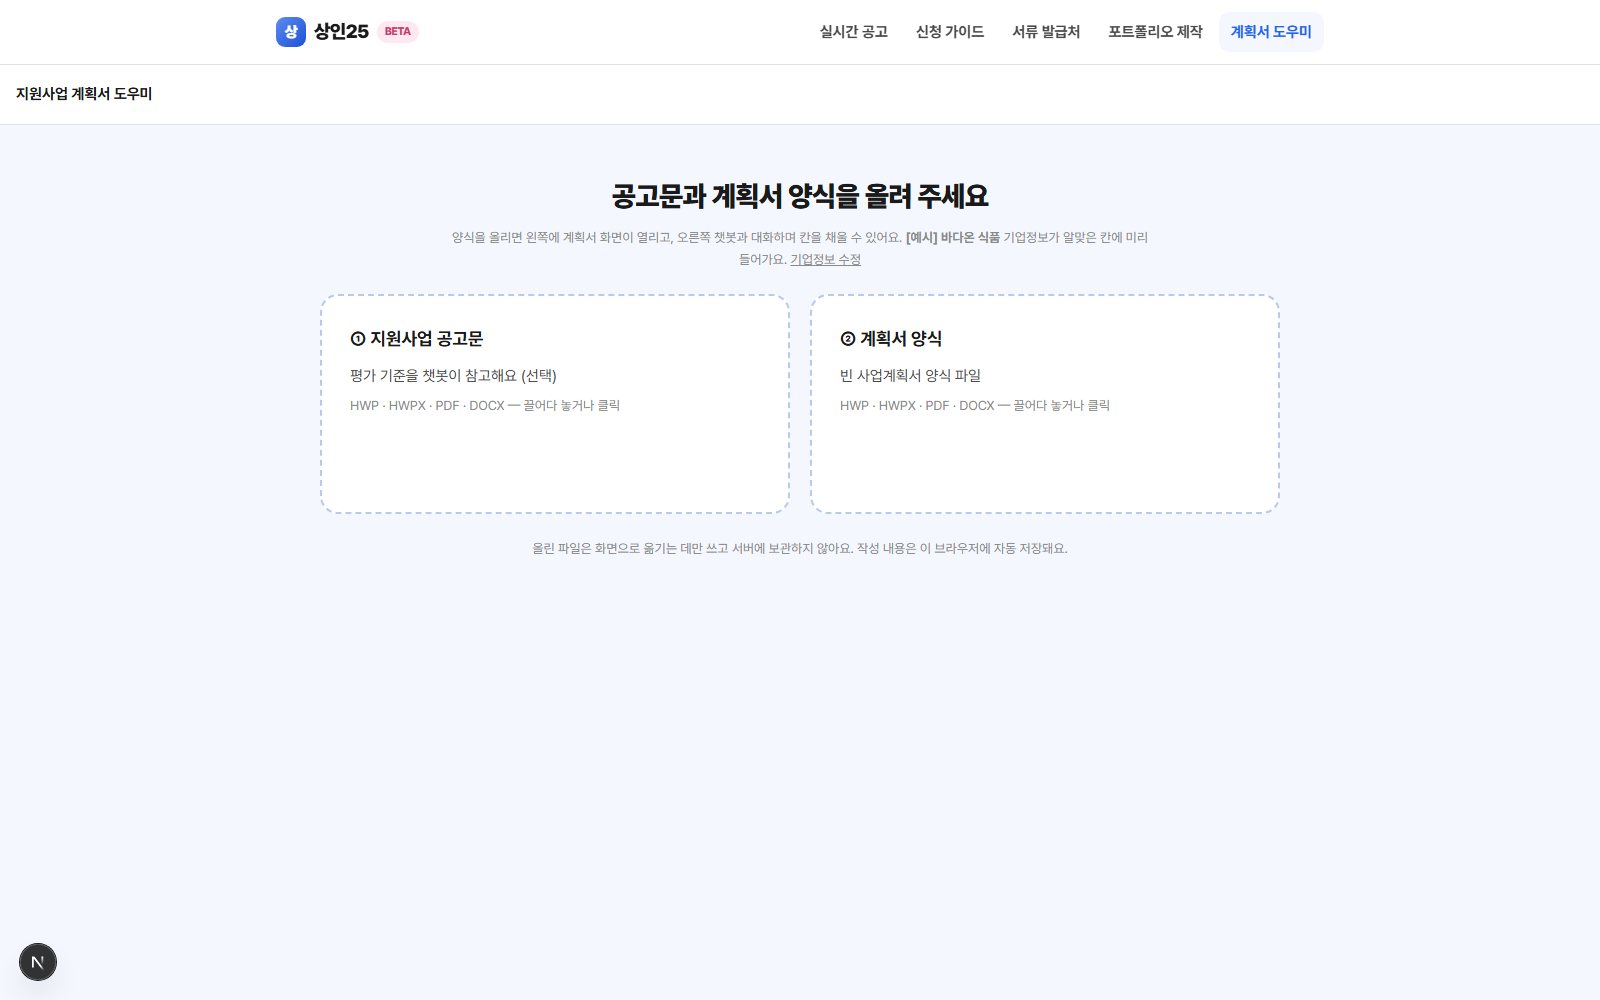 상 상인25 BETA 실시간 공고 신청 가이드 서류 발급처 포트폴리오 제작 계획서 도우미
지원사업 계획서 도우미
공고문과 계획서 양식을 올려 주세요
양식을 올리면 왼쪽에 계획서 화면이 열리고, 오른쪽 챗봇과 대화하며 칸을 채울 수 있어요. [예시] 바다온 식품 기업정보가 알맞은 칸에 미리
들어가요. 기업정보 수정
① 지원사업 공고문
평가 기준을 챗봇이 참고해요 (선택)
HWP · HWPX · PDF · DOCX — 끌어다 놓거나 클릭
② 계획서 양식
빈 사업계획서 양식 파일
HWP · HWPX · PDF · DOCX — 끌어다 놓거나 클릭
올린 파일은 화면으로 옮기는 데만 쓰고 서버에 보관하지 않아요. 작성 내용은 이 브라우저에 자동 저장돼요.
N